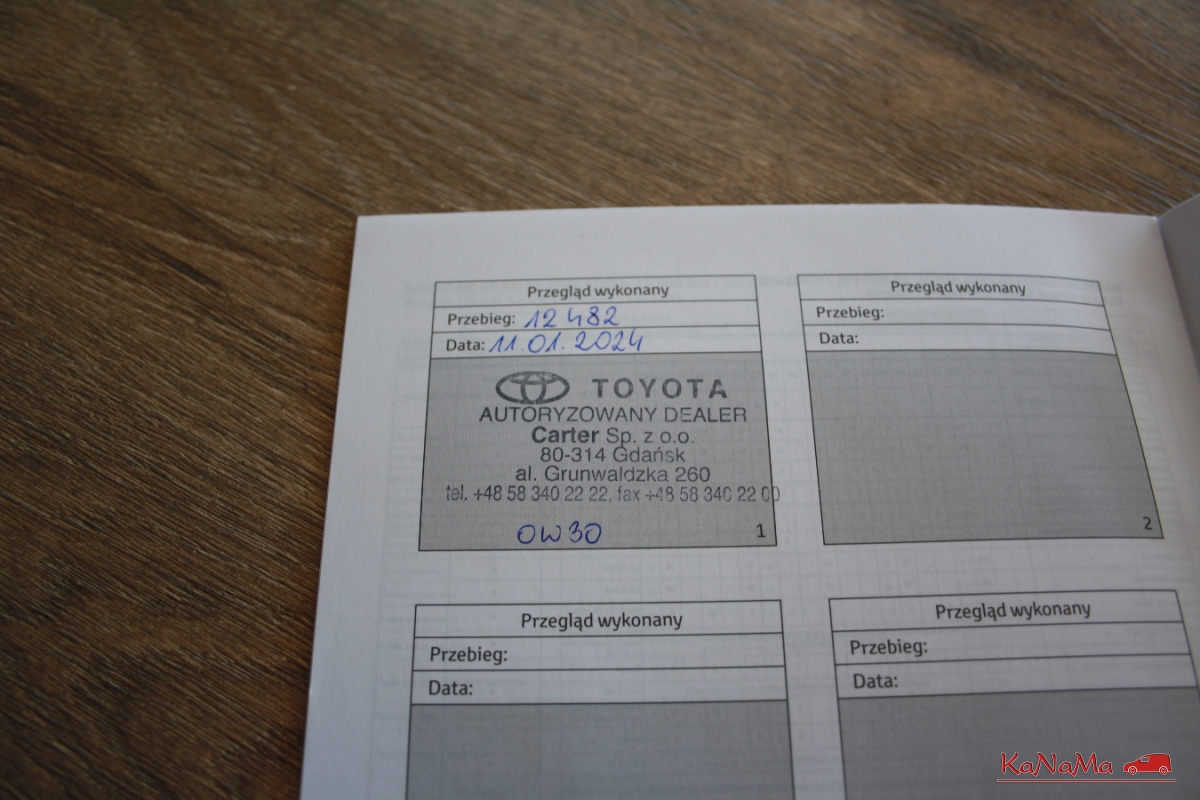 Przegląd wykonany
Przebieg: 12 482
Data: 11.01.2024
TOYOTA
AUTORYZOWANY DEALER
Carter Sp. z o.o.
80-314 Gdańsk
al. Grunwaldzka 260
tel. +48 58 340 22 22, fax +48 58 340 22 00
0W30
1
Przegląd wykonany
Przebieg:
Data:
2
Przegląd wykonany
Przebieg:
Data:
Przegląd wykonany
Przebieg:
Data:
KaNaMa